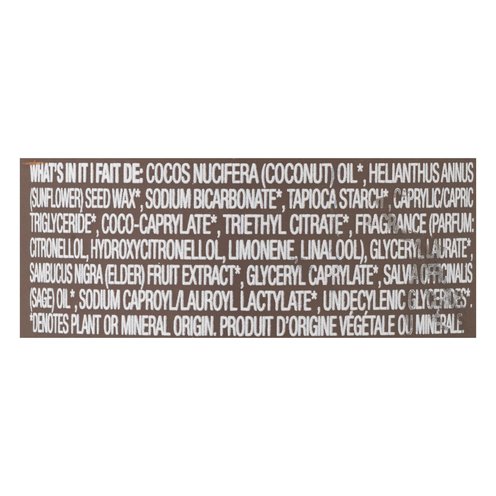 WHAT'S IN IT I FAIT DE: COCOS NUCIFERA (COCONUT) OIL*, HELIANTHUS ANNUS
(SUNFLOWER) SEED WAX*, SODIUM BICARBONATE*, TAPIOCA STARCH*, CAPRYLIC/CAPRIC
TRIGLYCERIDE*, COCO-CAPRYLATE*, TRIETHYL CITRATE*, FRAGRANCE (PARFUM:
CITRONELLOL, HYDROXYCITRONELLOL, LIMONENE, LINALOOL), GLYCERYL LAURATE*,
SAMBUCUS NIGRA (ELDER) FRUIT EXTRACT*, GLYCERYL CAPRYLATE*, SALVIA OFFICINALIS
(SAGE) OIL*, SODIUM CAPROYL/LAUROYL LACTYLATE*, UNDECYLENIC GLYCERIDES*.
*DENOTES PLANT OR MINERAL ORIGIN. PRODUIT D'ORIGINE VÉGÉTALE OU MINÉRALE.